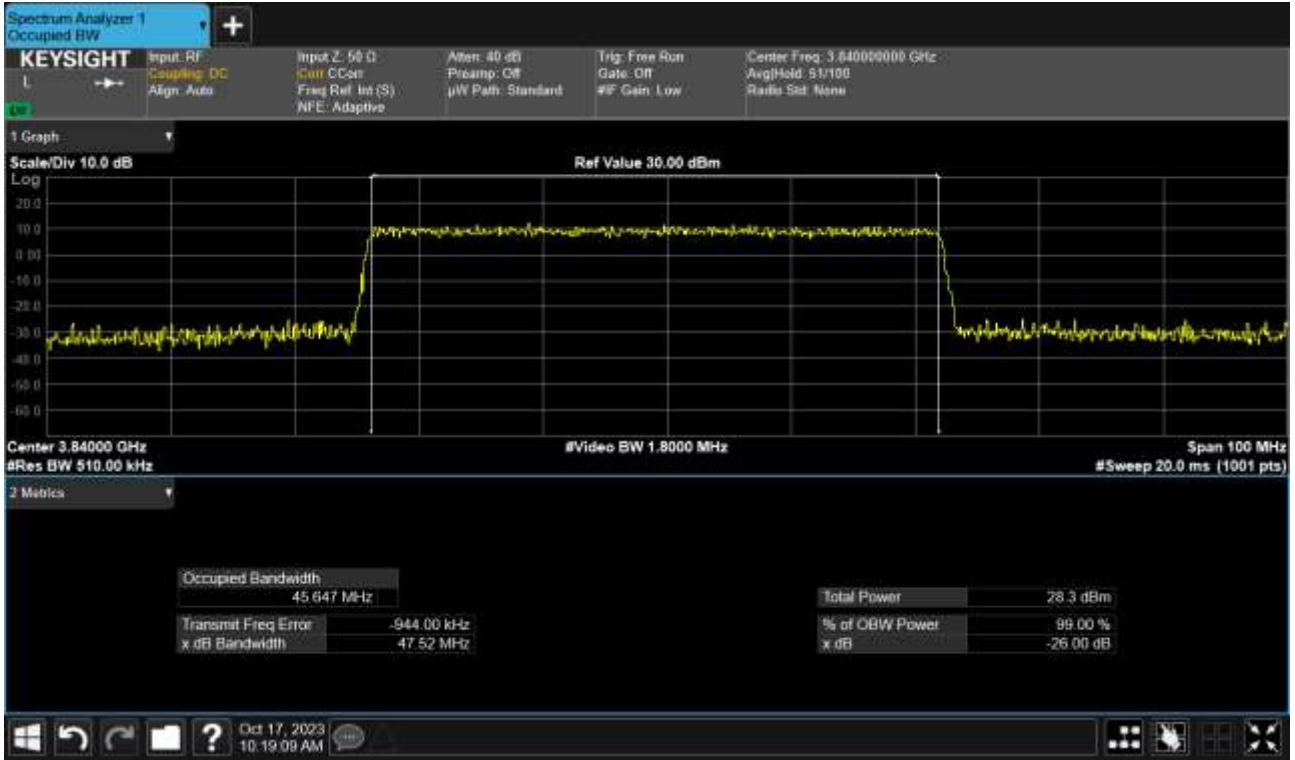 Spectrum Analyzer 1
Occupied BW
KEYSIGHT
L
Input: RF
Coupling: DC
Align: Auto
Input Z: 50 Ω
Corr CCorr
Freq Ref: Int (S)
NFE: Adaptive
Atten: 40 dB
Preamp: Off
µW Path: Standard
Trig: Free Run
Gate: Off
#IF Gain: Low
Center Freq: 3.840000000 GHz
Avg|Hold: 51/100
Radio Std: None
1 Graph
Scale/Div 10.0 dB
Ref Value 30.00 dBm
Log
20.0
10.0
0.00
-10.0
-20.0
-30.0
-40.0
-50.0
-60.0
Center 3.84000 GHz
#Video BW 1.8000 MHz
Span 100 MHz
#Res BW 510.00 kHz
#Sweep 20.0 ms (1001 pts)
2 Metrics
Occupied Bandwidth
45.647 MHz
Total Power 28.3 dBm
Transmit Freq Error -944.00 kHz
% of OBW Power 99.00 %
x dB Bandwidth 47.52 MHz
x dB -26.00 dB
?
Oct 17, 2023
10:19:09 AM